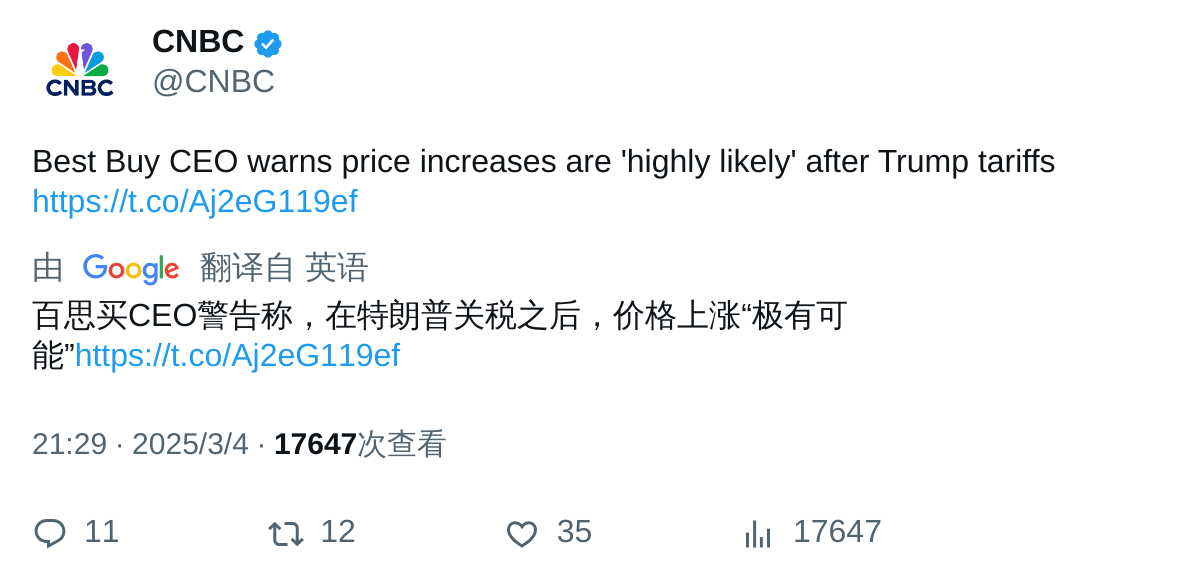 CNBC
CNBC
@CNBC
Best Buy CEO warns price increases are 'highly likely' after Trump tariffs
https://t.co/Aj2eG119ef
由 Google 翻译自 英语
百思买CEO警告称，在特朗普关税之后，价格上涨“极有可
能”https://t.co/Aj2eG119ef
21:29 · 2025/3/4 · 17647次查看
11 12 35 17647